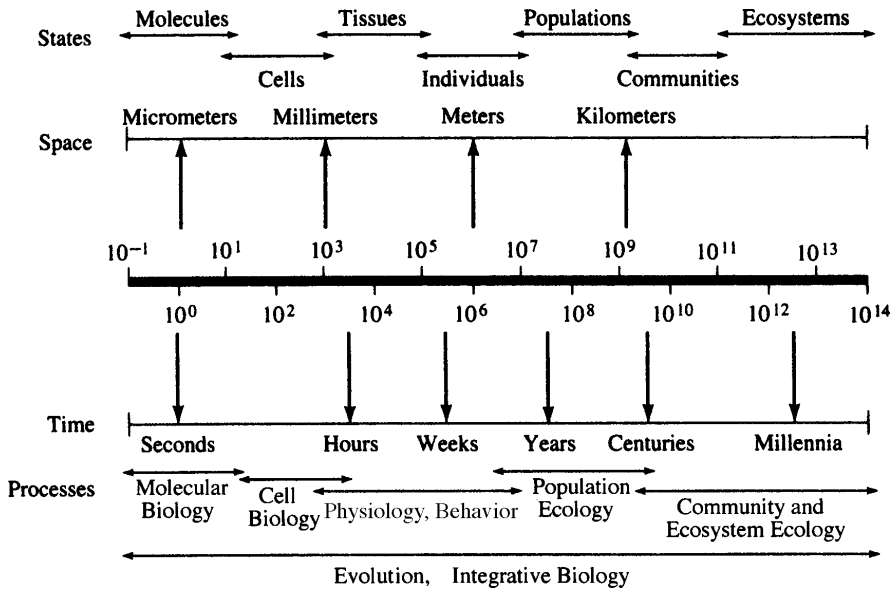 Molecules Tissues Populations Ecosystems
States
Cells Individuals Communities
Micrometers Millimeters Meters Kilometers
Space
10⁻¹ 10¹ 10³ 10⁵ 10⁷ 10⁹ 10¹¹ 10¹³
10⁰ 10² 10⁴ 10⁶ 10⁸ 10¹⁰ 10¹² 10¹⁴
Time
Seconds Hours Weeks Years Centuries Millennia
Processes
Molecular Biology
Cell Biology
Physiology, Behavior
Population Ecology
Community and Ecosystem Ecology
Evolution, Integrative Biology